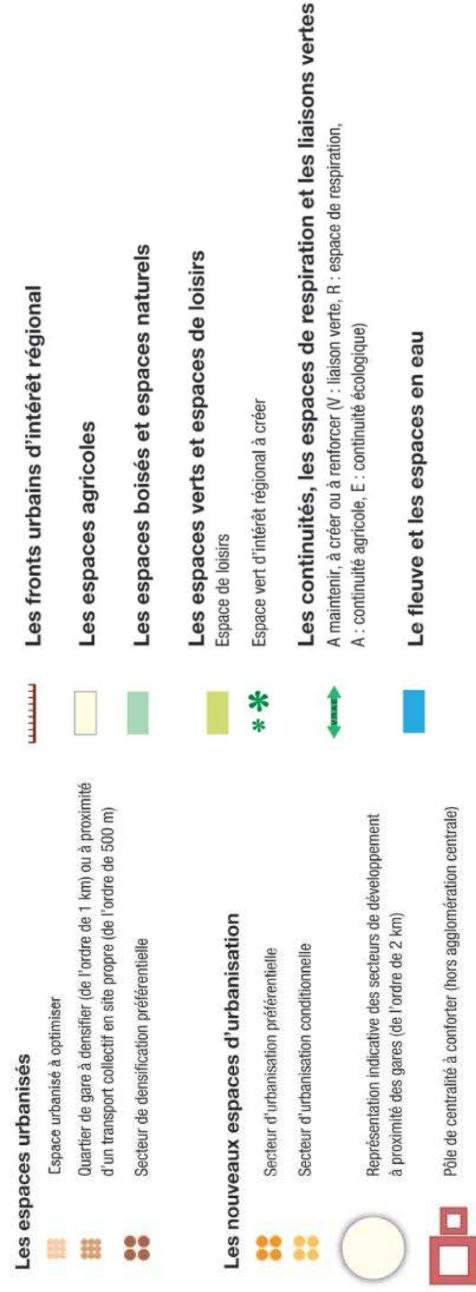 Les espaces urbanisés
Espace urbanisé à optimiser
Quartier de gare à densifier (de l'ordre de 1 km) ou à proximité
d'un transport collectif en site propre (de l'ordre de 500 m)
Secteur de densification préférentielle
Les nouveaux espaces d'urbanisation
Secteur d'urbanisation préférentielle
Secteur d'urbanisation conditionnelle
Représentation indicative des secteurs de développement
à proximité des gares (de l'ordre de 2 km)
Pôle de centralité à conforter (hors agglomération centrale)
Les fronts urbains d'intérêt régional
Les espaces agricoles
Les espaces boisés et espaces naturels
Les espaces verts et espaces de loisirs
Espace de loisirs
Espace vert d'intérêt régional à créer
Les continuités, les espaces de respiration et les liaisons vertes
A maintenir, à créer ou à renforcer (V : liaison verte, R : espace de respiration,
A : continuité agricole, E : continuité écologique)
Le fleuve et les espaces en eau